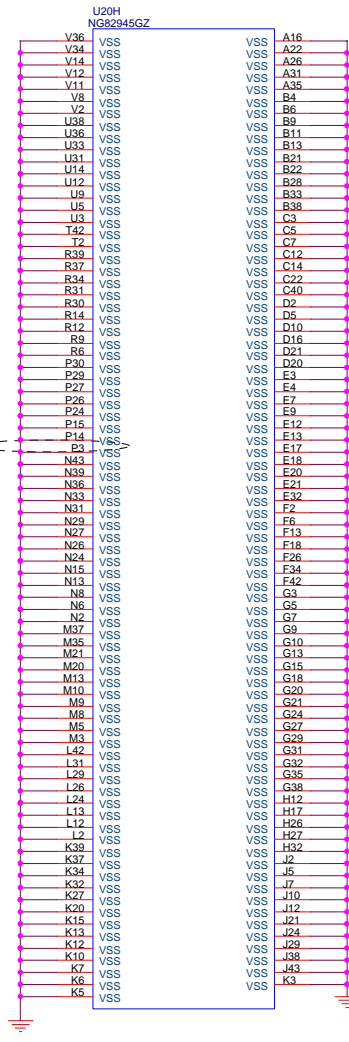 U20H
NG82945GZ
V36 VSS VSS A16
V34 VSS VSS A22
V14 VSS VSS A26
V12 VSS VSS A31
V11 VSS VSS A35
V8 VSS VSS B4
V2 VSS VSS B6
U38 VSS VSS B9
U36 VSS VSS B11
U33 VSS VSS B13
U31 VSS VSS B21
U14 VSS VSS B22
U12 VSS VSS B28
U9 VSS VSS B33
U5 VSS VSS B38
U3 VSS VSS C3
T42 VSS VSS C5
T2 VSS VSS C7
R39 VSS VSS C12
R37 VSS VSS C14
R34 VSS VSS C22
R31 VSS VSS C40
R30 VSS VSS D2
R14 VSS VSS D5
R12 VSS VSS D10
R9 VSS VSS D16
R6 VSS VSS D21
P30 VSS VSS D20
P29 VSS VSS E3
P27 VSS VSS E4
P26 VSS VSS E7
P24 VSS VSS E9
P15 VSS VSS E12
P14 VSS VSS E13
P3 VSS VSS E17
N43 VSS VSS E18
N39 VSS VSS E20
N36 VSS VSS E21
N33 VSS VSS E32
N31 VSS VSS F2
N29 VSS VSS F6
N27 VSS VSS F13
N26 VSS VSS F18
N24 VSS VSS F26
N15 VSS VSS F34
N13 VSS VSS F42
N8 VSS VSS G3
N6 VSS VSS G5
N2 VSS VSS G7
M37 VSS VSS G9
M35 VSS VSS G10
M21 VSS VSS G13
M20 VSS VSS G15
M13 VSS VSS G18
M10 VSS VSS G20
M9 VSS VSS G21
M8 VSS VSS G24
M5 VSS VSS G27
M3 VSS VSS G29
L42 VSS VSS G31
L31 VSS VSS G32
L29 VSS VSS G35
L26 VSS VSS G38
L24 VSS VSS H12
L13 VSS VSS H17
L12 VSS VSS H26
L2 VSS VSS H27
K39 VSS VSS H32
K37 VSS VSS J2
K34 VSS VSS J5
K32 VSS VSS J7
K27 VSS VSS J10
K20 VSS VSS J12
K15 VSS VSS J21
K13 VSS VSS J24
K12 VSS VSS J29
K10 VSS VSS J38
K7 VSS VSS J43
K6 VSS VSS K3
K5 VSS